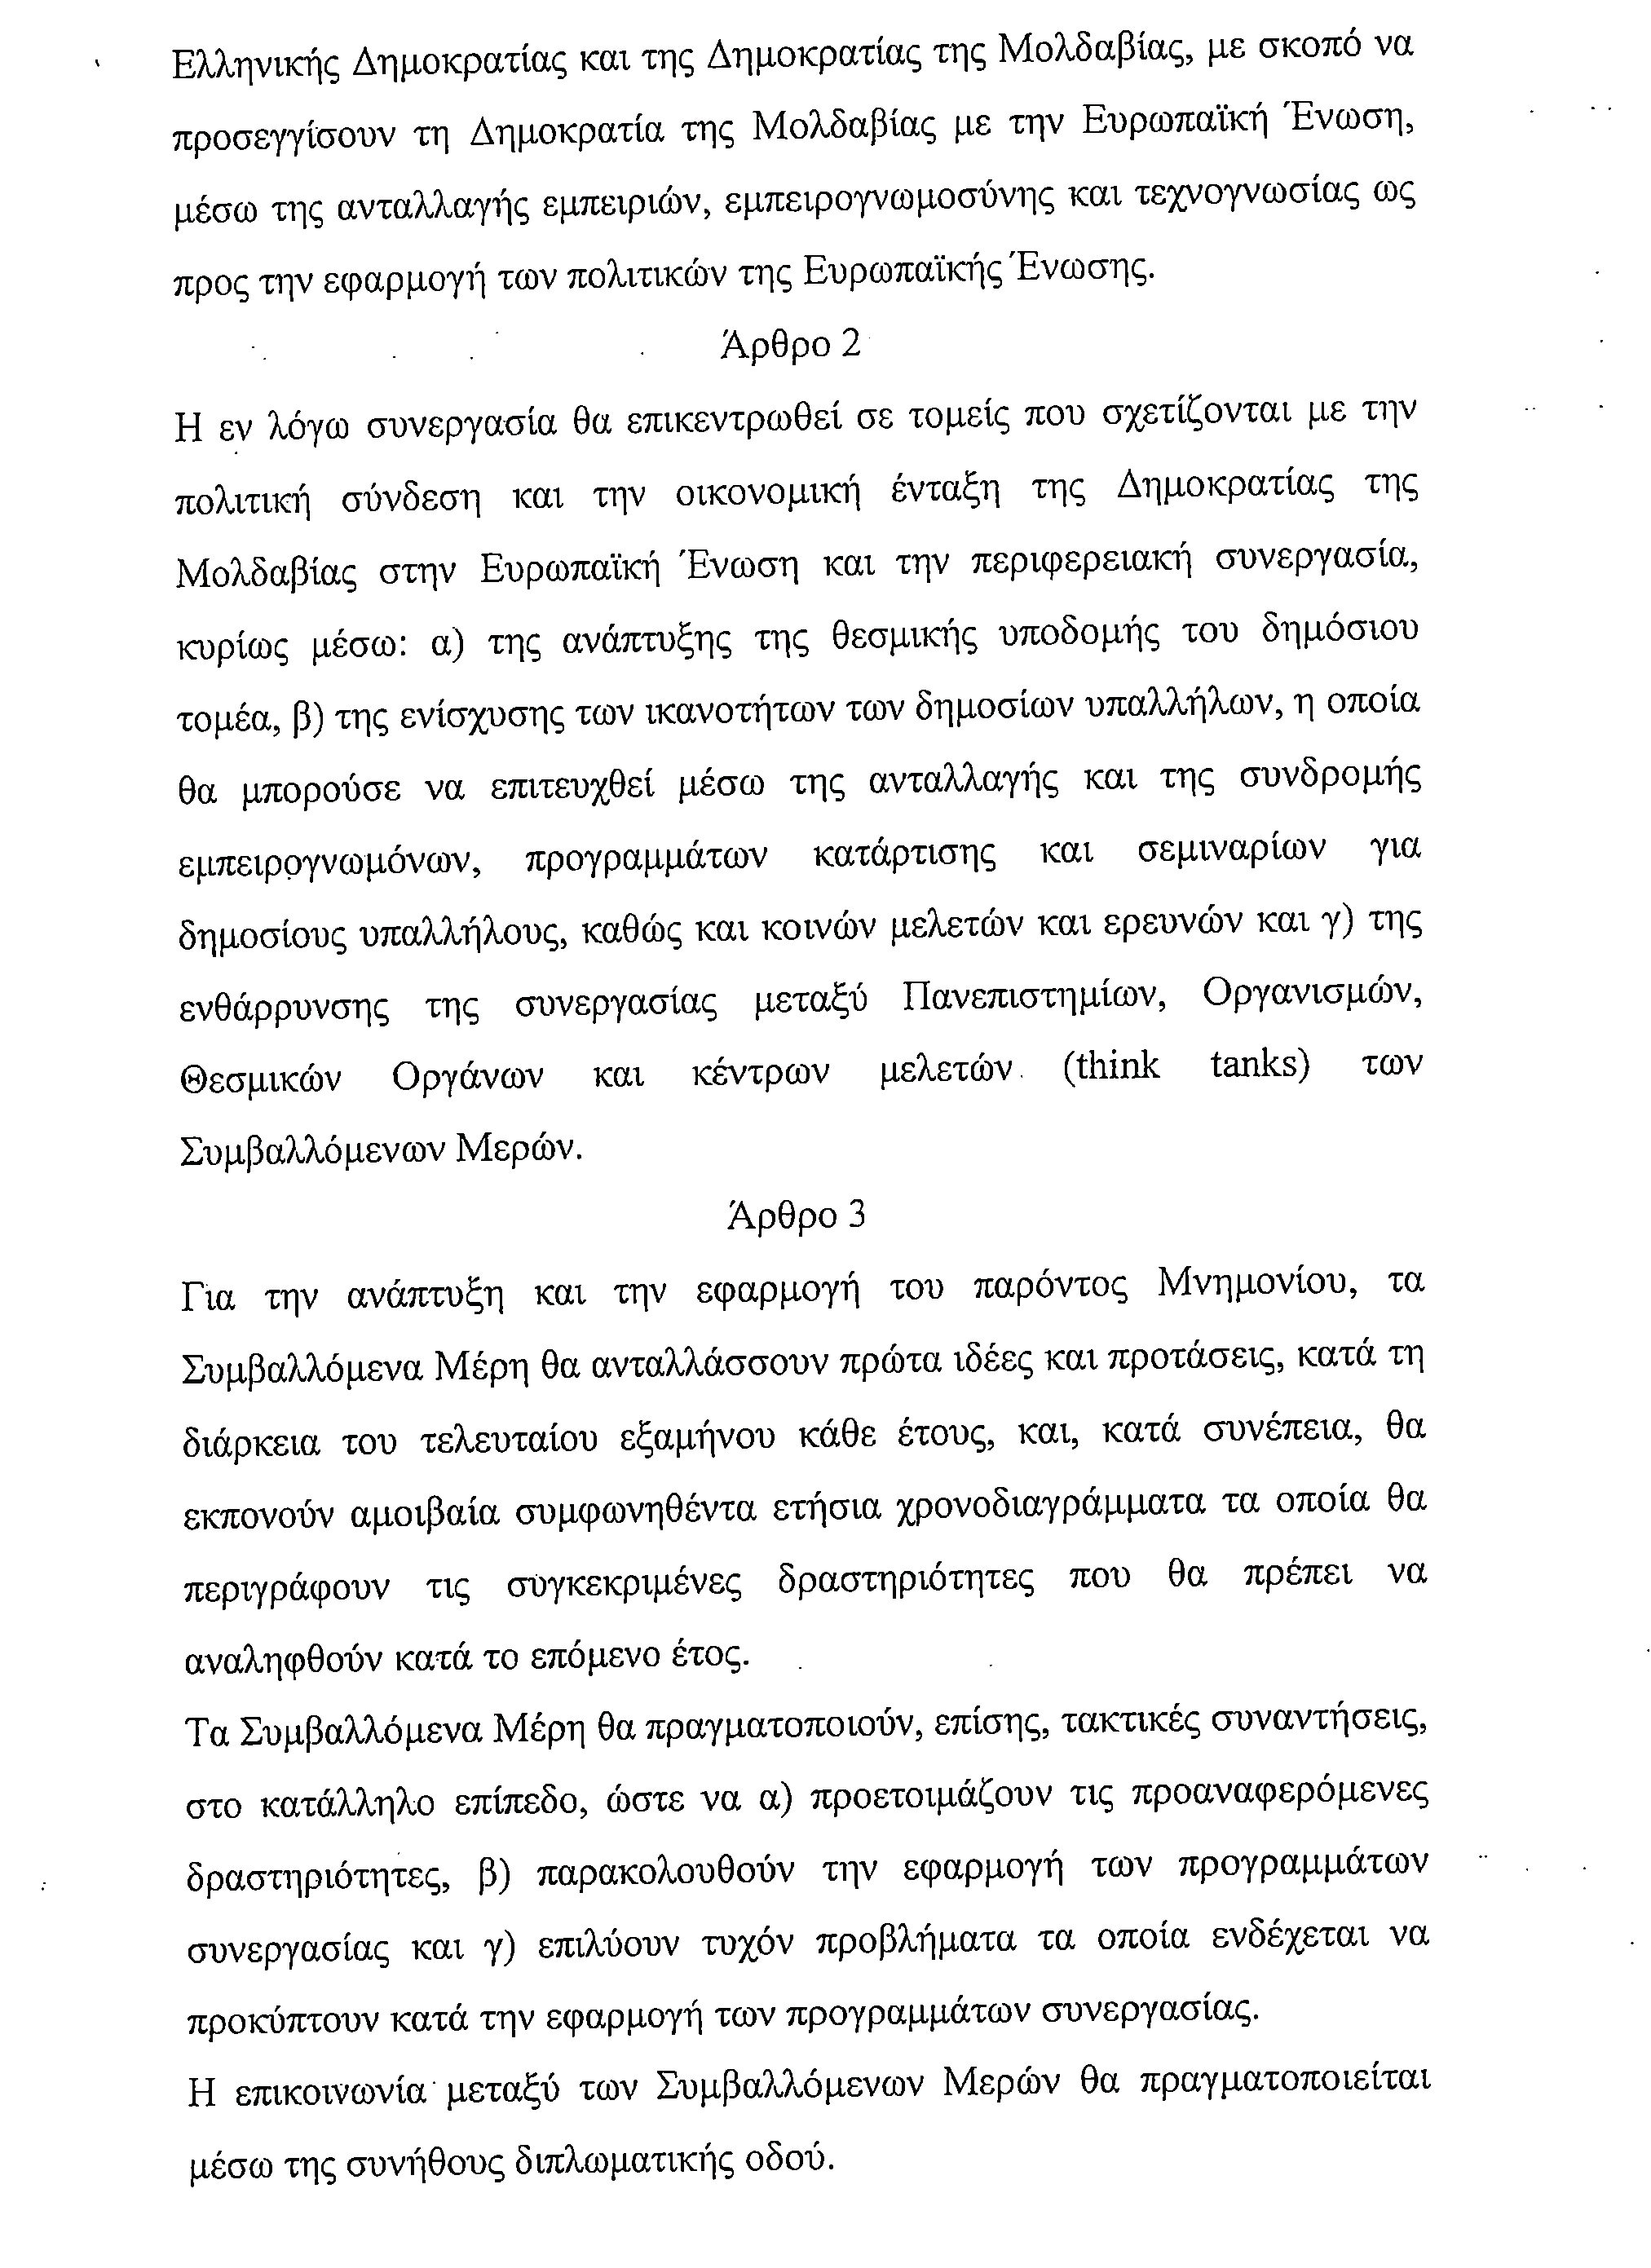 Ελληνικής Δημοκρατίας και της Δημοκρατίας της Μολδαβίας, με σκοπό να
προσεγγίσουν τη Δημοκρατία της Μολδαβίας με την Ευρωπαϊκή Ένωση,
μέσω της ανταλλαγής εμπειριών, εμπειρογνωμοσύνης και τεχνογνωσίας ως
προς την εφαρμογή των πολιτικών της Ευρωπαϊκής Ένωσης.
Άρθρο 2
Η εν λόγω συνεργασία θα επικεντρωθεί σε τομείς που σχετίζονται με την
πολιτική σύνδεση και την οικονομική ένταξη της Δημοκρατίας της
Μολδαβίας στην Ευρωπαϊκή Ένωση και την περιφερειακή συνεργασία,
κυρίως μέσω: α) της ανάπτυξης της θεσμικής υποδομής του δημόσιου
τομέα, β) της ενίσχυσης των ικανοτήτων των δημοσίων υπαλλήλων, η οποία
θα μπορούσε να επιτευχθεί μέσω της ανταλλαγής και της συνδρομής
εμπειρογνωμόνων, προγραμμάτων κατάρτισης και σεμιναρίων για
δημοσίους υπαλλήλους, καθώς και κοινών μελετών και ερευνών και γ) της
ενθάρρυνσης της συνεργασίας μεταξύ Πανεπιστημίων, Οργανισμών,
Θεσμικών Οργάνων και κέντρων μελετών (think tanks) των
Συμβαλλόμενων Μερών.
Άρθρο 3
Για την ανάπτυξη και την εφαρμογή του παρόντος Μνημονίου, τα
Συμβαλλόμενα Μέρη θα ανταλλάσσουν πρώτα ιδέες και προτάσεις, κατά τη
διάρκεια του τελευταίου εξαμήνου κάθε έτους, και, κατά συνέπεια, θα
εκπονούν αμοιβαία συμφωνηθέντα ετήσια χρονοδιαγράμματα τα οποία θα
περιγράφουν τις συγκεκριμένες δραστηριότητες που θα πρέπει να
αναληφθούν κατά το επόμενο έτος.
Τα Συμβαλλόμενα Μέρη θα πραγματοποιούν, επίσης, τακτικές συναντήσεις,
στο κατάλληλο επίπεδο, ώστε να α) προετοιμάζουν τις προαναφερόμενες
δραστηριότητες, β) παρακολουθούν την εφαρμογή των προγραμμάτων
συνεργασίας και γ) επιλύουν τυχόν προβλήματα τα οποία ενδέχεται να
προκύπτουν κατά την εφαρμογή των προγραμμάτων συνεργασίας.
Η επικοινωνία μεταξύ των Συμβαλλόμενων Μερών θα πραγματοποιείται
μέσω της συνήθους διπλωματικής οδού.